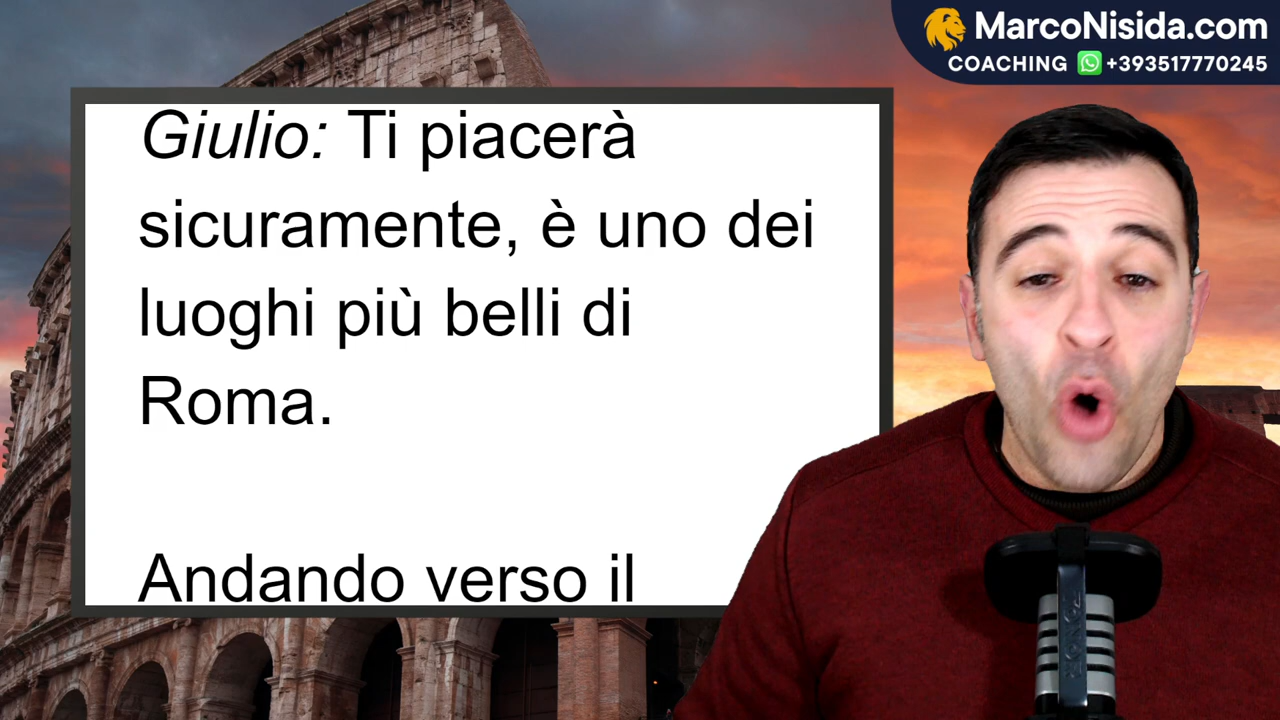 MarcoNisida.com
COACHING +393517770245
Giulio: Ti piacerà
sicuramente, è uno dei
luoghi più belli di
Roma.
Andando verso il